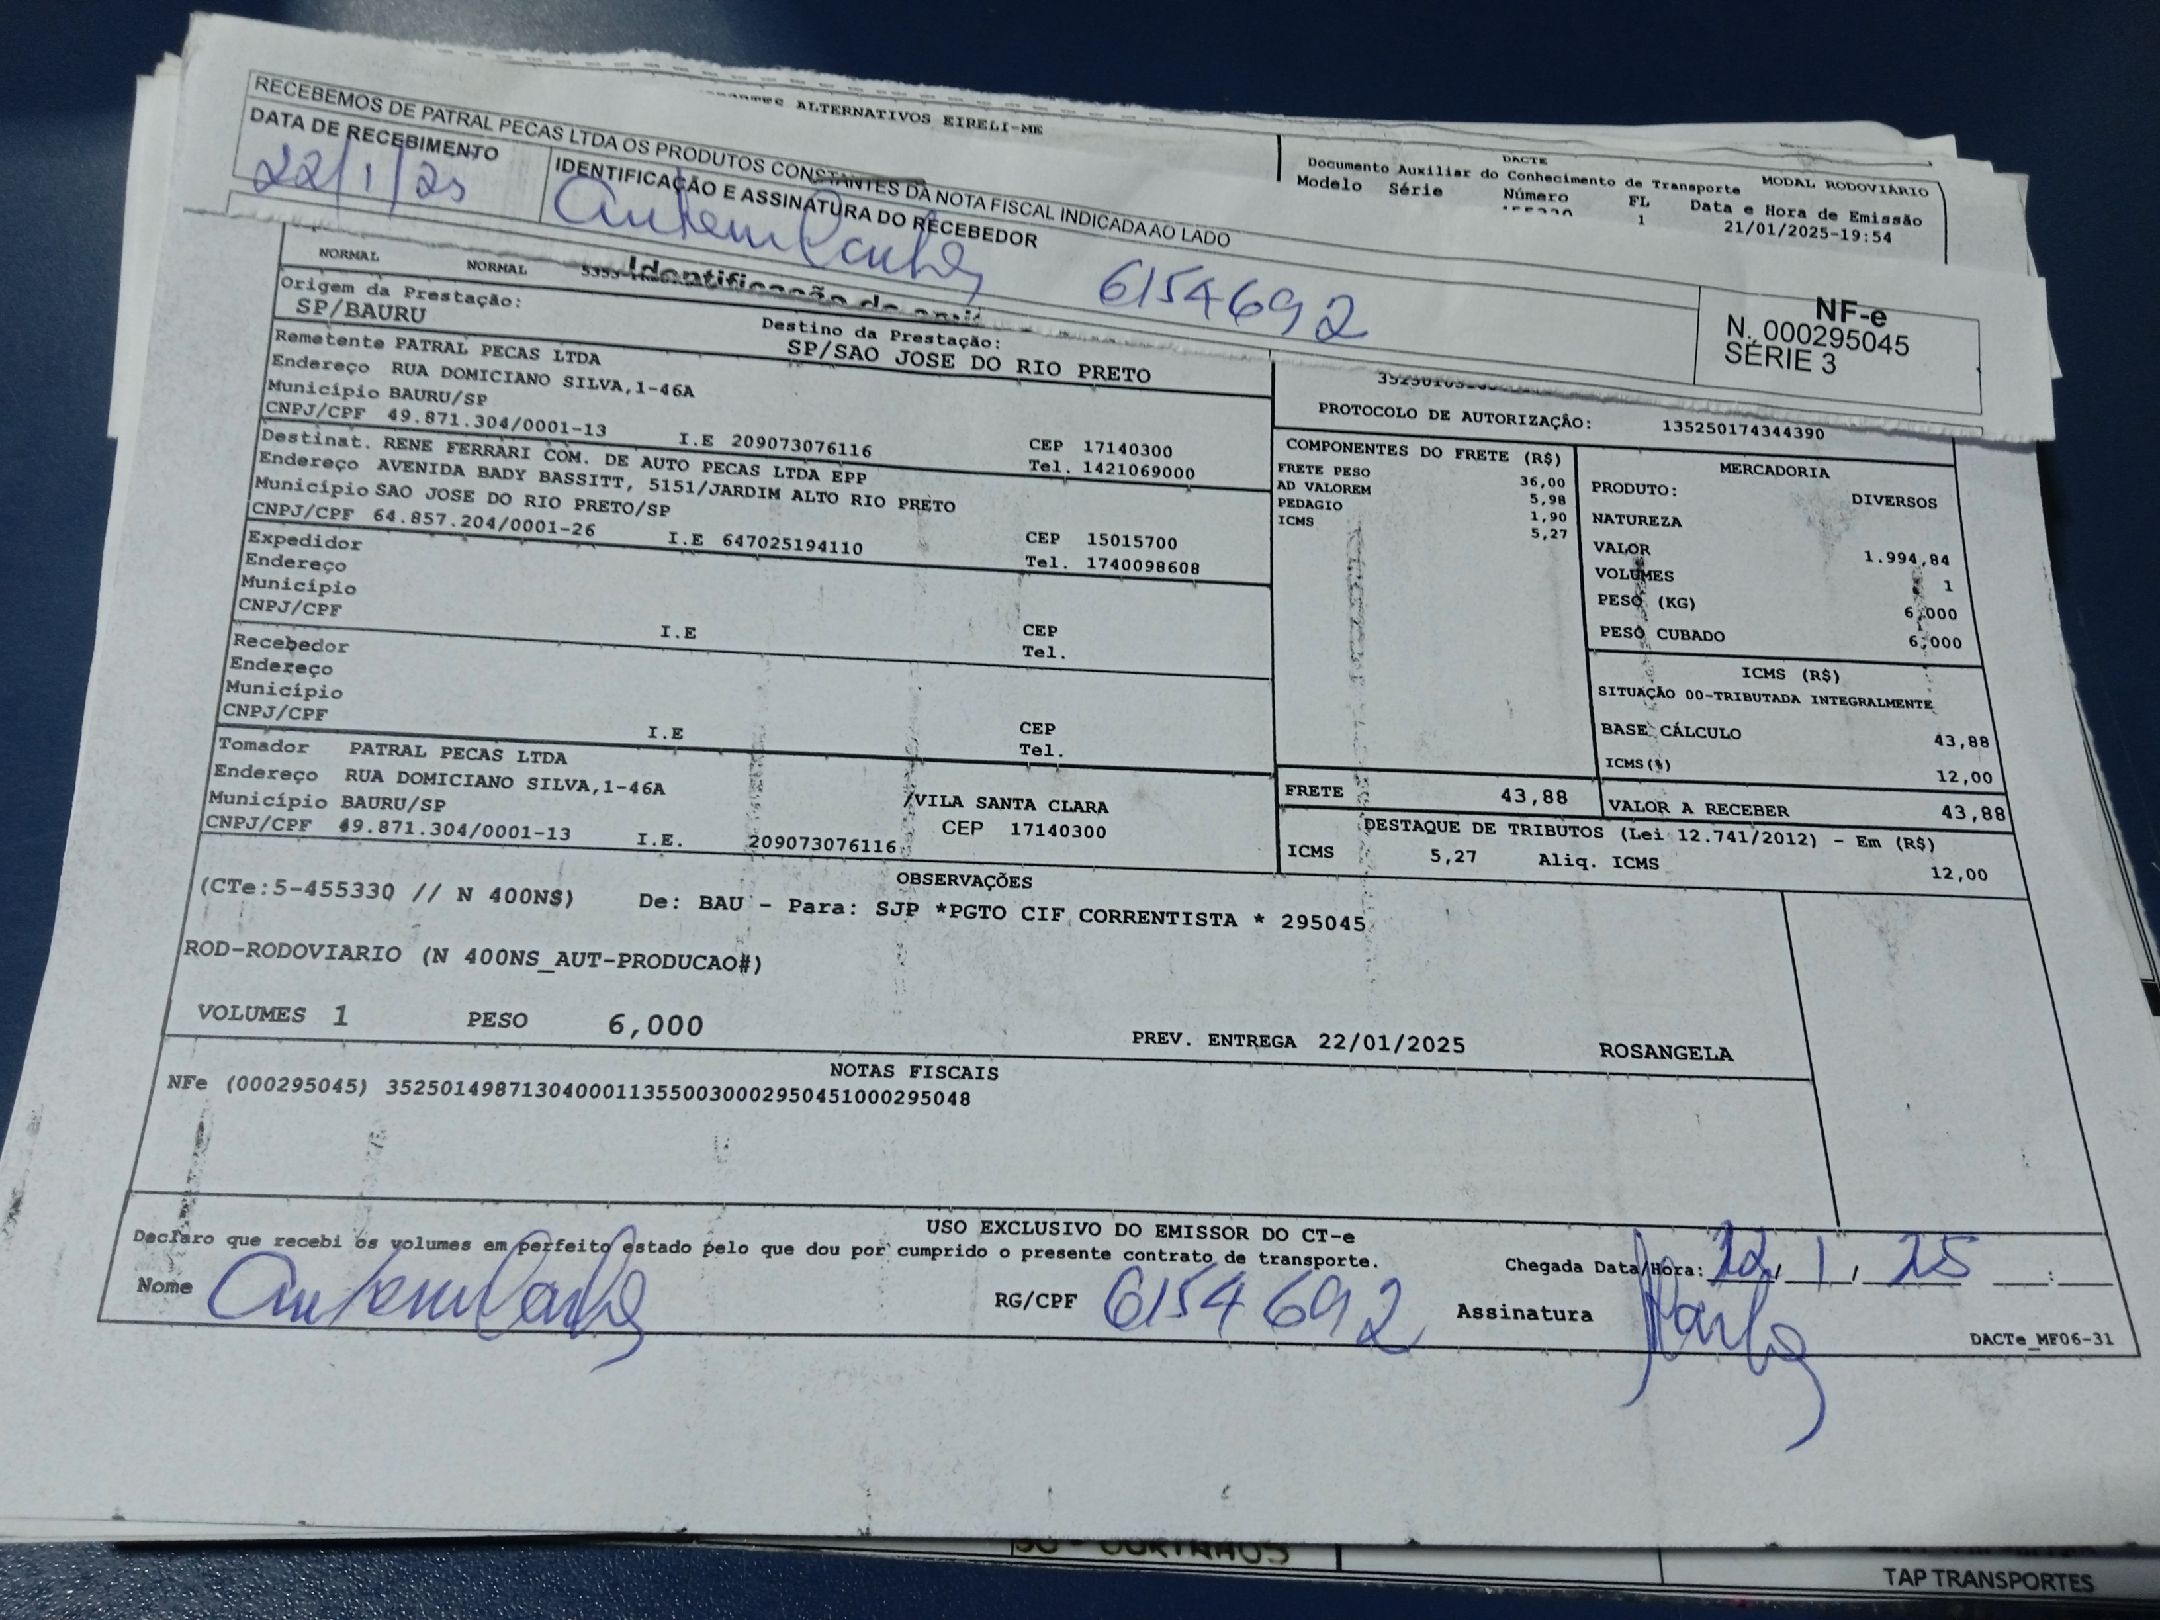 ALTERNATIVOS EIRELI-ME
RECEBEMOS DE PATRAL PECAS LTDA OS PRODUTOS CONSTANTES DA NOTA FISCAL INDICADA AO LADO
DATA DE RECEBIMENTO
22/1/25
IDENTIFICAÇÃO E ASSINATURA DO RECEBEDOR
6154692
NF-e
N. 000295045
SÉRIE 3
DACTE
Documento Auxiliar do Conhecimento de Transporte MODAL RODOVIÁRIO
Modelo Série Número FL Data e Hora de Emissão
1 21/01/2025-19:54
NORMAL NORMAL
Origem da Prestação:
SP/BAURU
Destino da Prestação:
SP/SAO JOSE DO RIO PRETO
Remetente PATRAL PECAS LTDA
Endereço RUA DOMICIANO SILVA,1-46A
Município BAURU/SP CEP 17140300
CNPJ/CPF 49.871.304/0001-13 I.E 209073076116 Tel. 1421069000
Destinat. RENE FERRARI COM. DE AUTO PECAS LTDA EPP
Endereço AVENIDA BADY BASSITT, 5151/JARDIM ALTO RIO PRETO
Município SAO JOSE DO RIO PRETO/SP CEP 15015700
CNPJ/CPF 64.857.204/0001-26 I.E 647025194110 Tel. 1740098608
Expedidor
Endereço
Município CEP
CNPJ/CPF I.E Tel.
Recebedor
Endereço
Município CEP
CNPJ/CPF I.E Tel.
Tomador PATRAL PECAS LTDA
Endereço RUA DOMICIANO SILVA,1-46A /VILA SANTA CLARA
Município BAURU/SP CEP 17140300
CNPJ/CPF 49.871.304/0001-13 I.E. 209073076116
PROTOCOLO DE AUTORIZAÇÃO: 135250174344390
COMPONENTES DO FRETE (R$)
FRETE PESO 36,00
AD VALOREM 5,98
PEDAGIO 1,90
ICMS 5,27
MERCADORIA
PRODUTO: DIVERSOS
NATUREZA
VALOR 1.994,84
VOLUMES 1
PESO (KG) 6,000
PESO CUBADO 6,000
ICMS (R$)
SITUAÇÃO 00-TRIBUTADA INTEGRALMENTE
BASE CÁLCULO 43,88
ICMS(%) 12,00
FRETE 43,88 VALOR A RECEBER 43,88
DESTAQUE DE TRIBUTOS (Lei 12.741/2012) - Em (R$)
ICMS 5,27 Aliq. ICMS 12,00
OBSERVAÇÕES
(CTe:5-455330 // N 400NS) De: BAU - Para: SJP *PGTO CIF CORRENTISTA * 295045
ROD-RODOVIARIO (N 400NS_AUT-PRODUCAO#)
VOLUMES 1 PESO 6,000 PREV. ENTREGA 22/01/2025 ROSANGELA
NOTAS FISCAIS
NFe (000295045) 35250149871304000113550030002950451000295048
USO EXCLUSIVO DO EMISSOR DO CT-e
Declaro que recebi os volumes em perfeito estado pelo que dou por cumprido o presente contrato de transporte.
Chegada Data/Hora: 22, 1, 25 __:__
Nome RG/CPF 6154692 Assinatura
DACTe_MF06-31
TAP TRANSPORTES